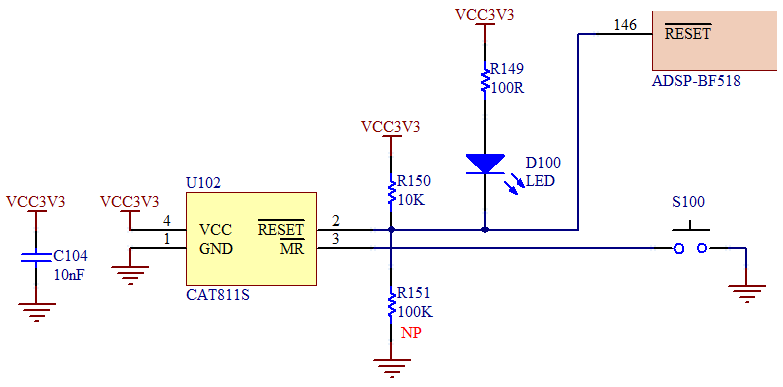 VCC3V3
146
RESET
ADSP-BF518
R149
100R
VCC3V3
D100
LED
U102
R150
10K
VCC3V3
VCC3V3
4
VCC
RESET
2
S100
1
GND
MR
3
C104
10nF
CAT811S
R151
100K
NP